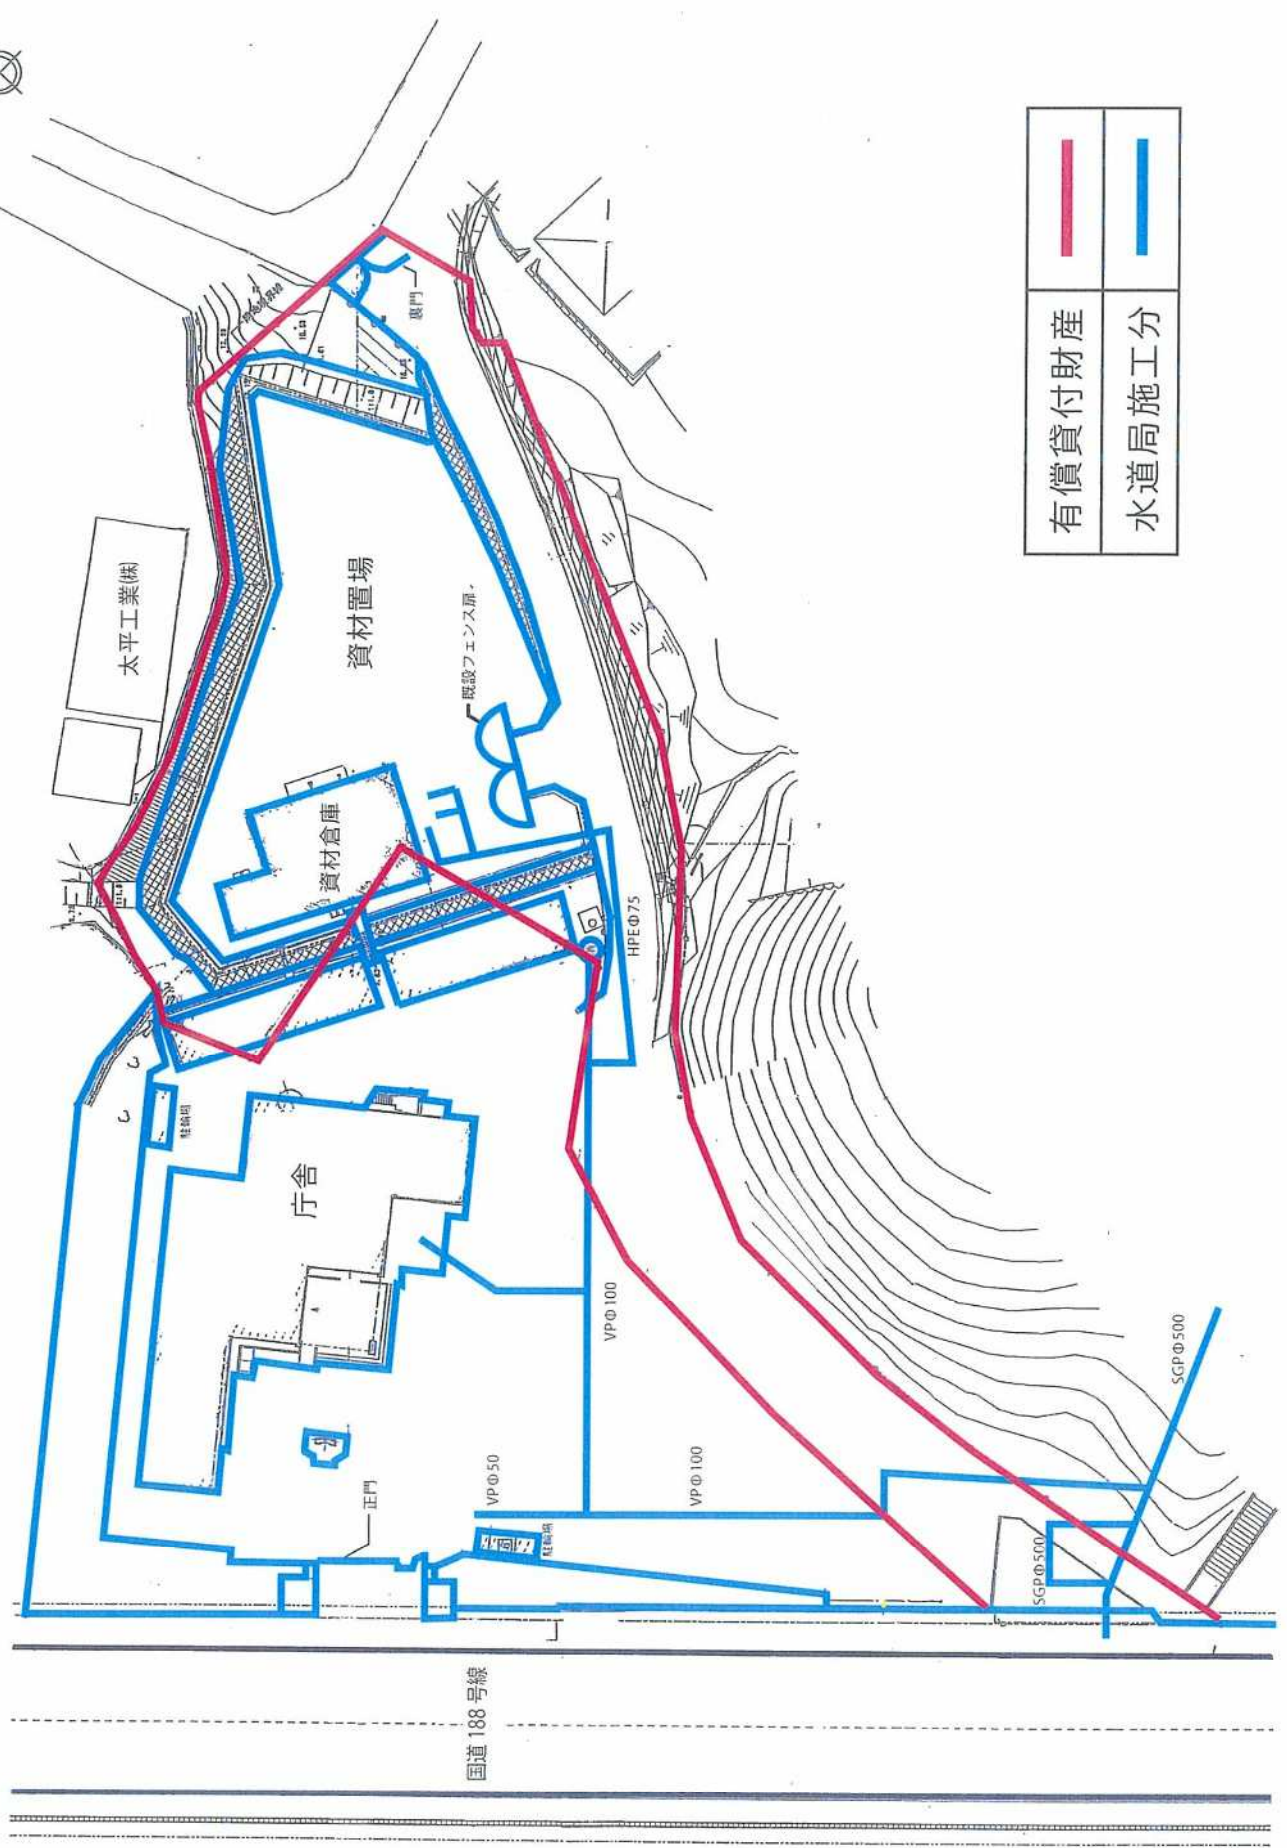 太平工業(株)
資材置場
裏門
既設フェンス扉
資材倉庫
HPEΦ75
駐輪場
庁舎
VPΦ100
SGPΦ500
正門
VPΦ50
VPΦ100
駐輪場
SGPΦ500
国道188号線
有償貸付財産
水道局施工分